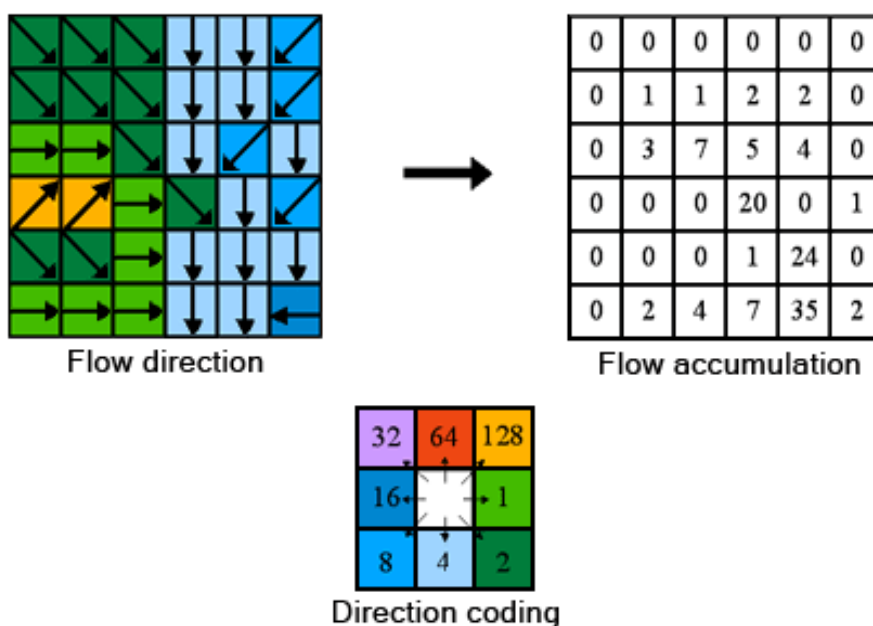 0 0 0 0 0 0
0 1 1 2 2 0
0 3 7 5 4 0
0 0 0 20 0 1
0 0 0 1 24 0
0 2 4 7 35 2
Flow direction
Flow accumulation
32 64 128
16 1
8 4 2
Direction coding